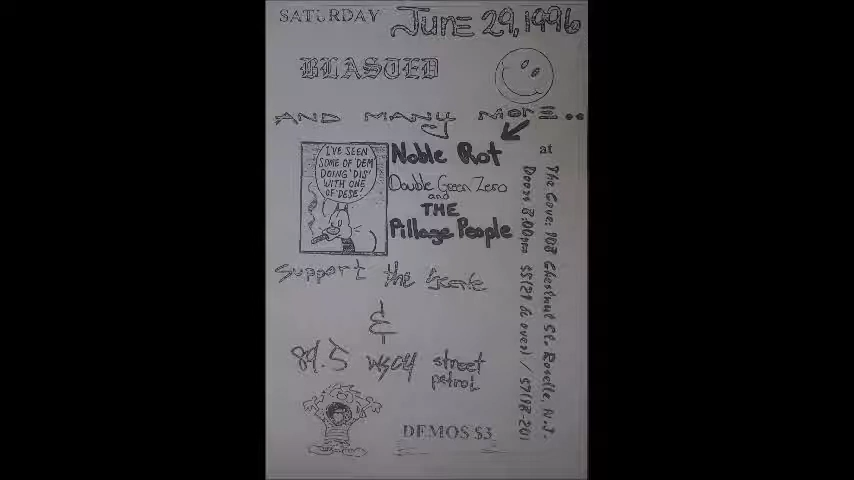 SATURDAY JUNE 29, 1996
BLASTED
AND MANY MORE..
I'VE SEEN
SOME OF 'DEM
DOING 'DIS'
WITH ONE
OF 'DESE'!
Noble Rot
Double Green Zero
and
THE
Pillage People
at The Cove: 108 Chestnut St. Roselle, N.J.
Doors 8:00pm $5 (21 & over) / $7 (18-20)
Support the Scene
&
89.5 WSOU street
patrol
DEMOS $3